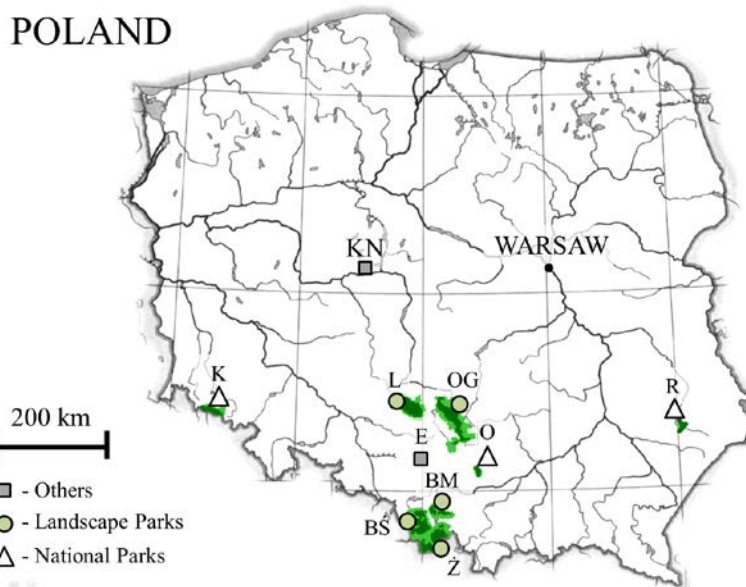 POLAND
KN
WARSAW
K
L
OG
R
E
O
200 km
BM
BŚ
Ż
- Others
- Landscape Parks
- National Parks